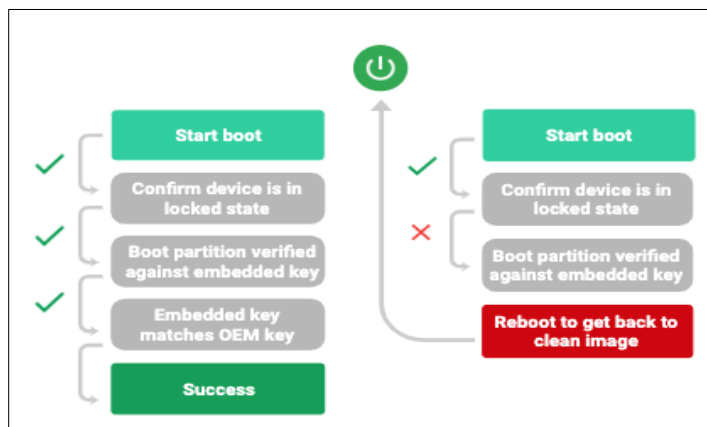 Start boot
Confirm device is in
locked state
Boot partition verified
against embedded key
Embedded key
matches OEM key
Success
Start boot
Confirm device is in
locked state
Boot partition verified
against embedded key
Reboot to get back to
clean image